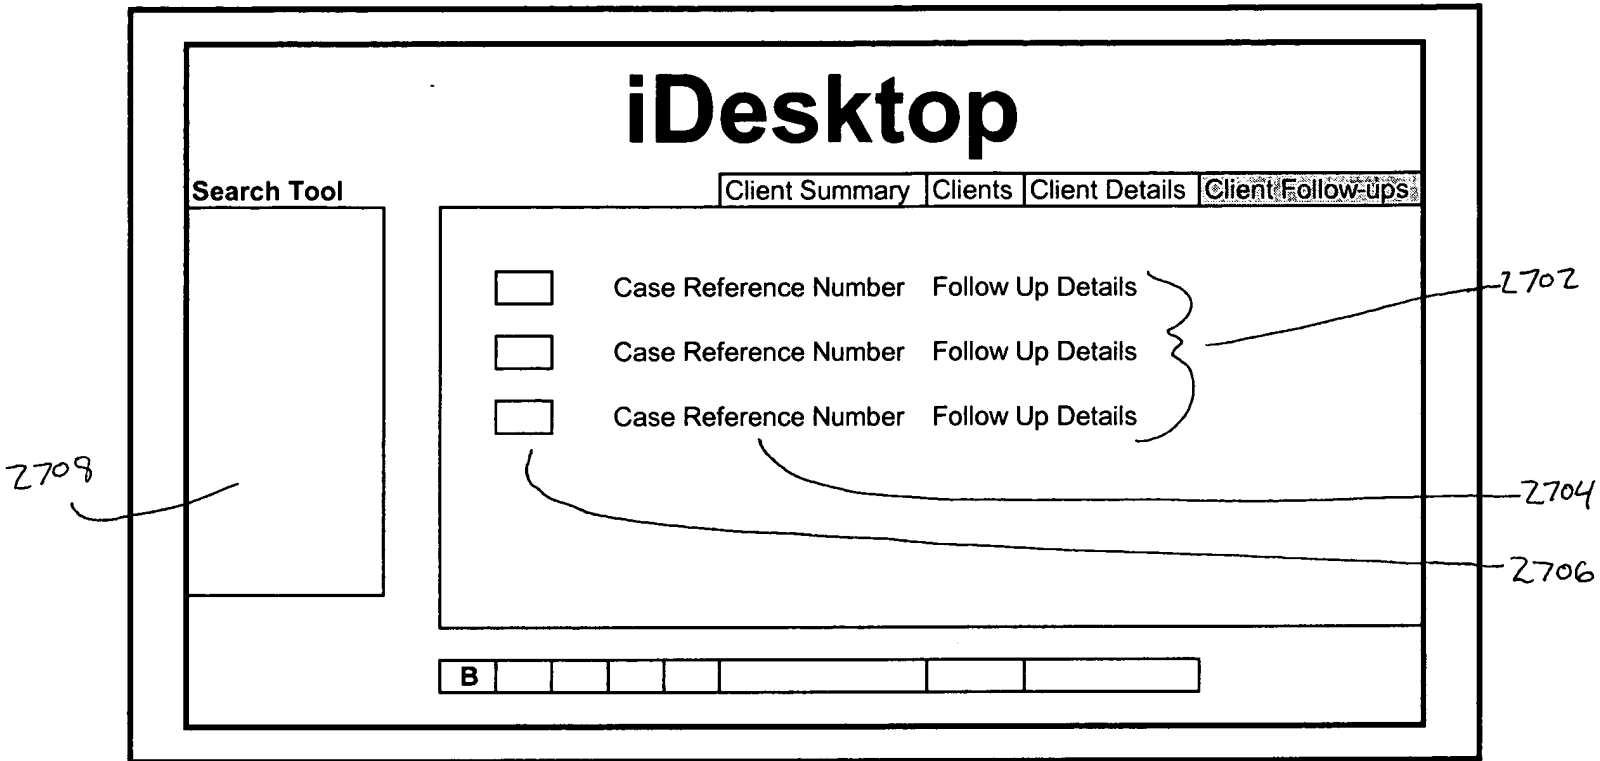 iDesktop
Search Tool
Client Summary Clients Client Details Client Follow-ups
Case Reference Number Follow Up Details
2702
Case Reference Number Follow Up Details
Case Reference Number Follow Up Details
2708
2704
2706
B